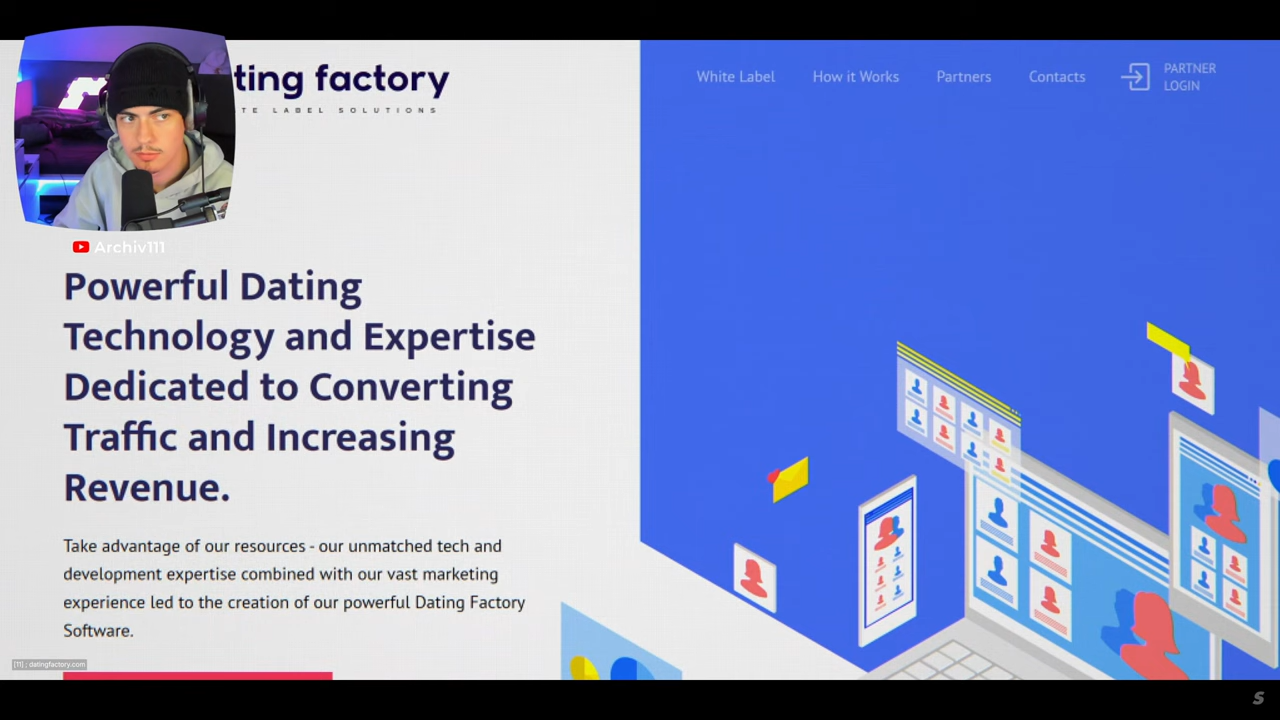 ting factory
TE LABEL SOLUTIONS
White Label
How it Works
Partners
Contacts
PARTNER
LOGIN
Archiv111
Powerful Dating
Technology and Expertise
Dedicated to Converting
Traffic and Increasing
Revenue.
Take advantage of our resources - our unmatched tech and
development expertise combined with our vast marketing
experience led to the creation of our powerful Dating Factory
Software.
[11] ; datingfactory.com
S